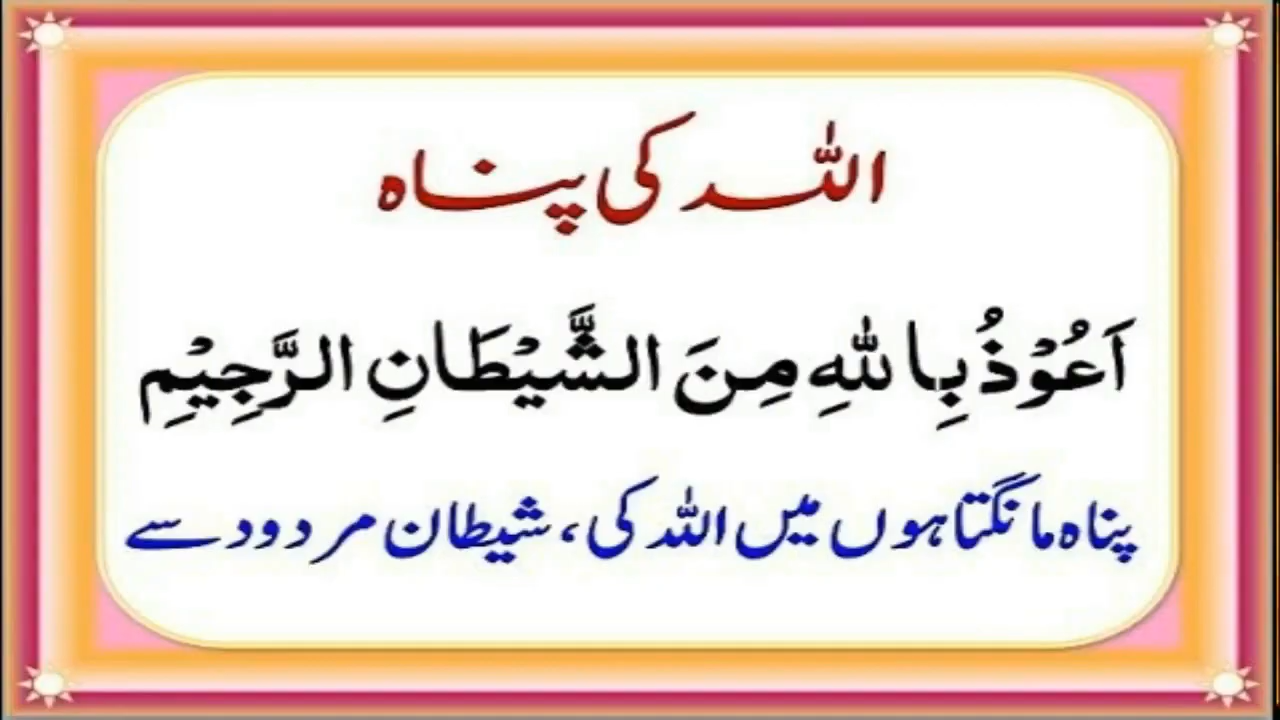 اللہ کی پناہ
اَعُوْذُ بِاللّٰهِ مِنَ الشَّيْطَانِ الرَّجِيْمِ
پناہ مانگتا ہوں میں اللہ کی، شیطان مردود سے